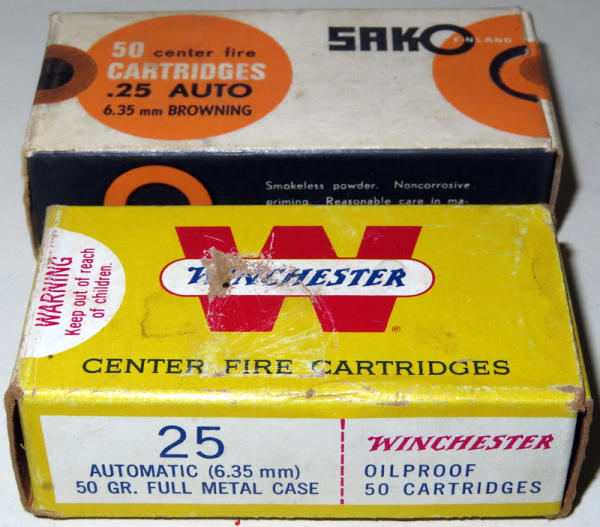 50 center fire
CARTRIDGES
.25 AUTO
6.35 mm BROWNING
SAKO
FINLAND
Smokeless powder. Noncorrosive
priming. Reasonable care in ma-
WARNING
Keep out of reach
of children.
W
WINCHESTER
®
CENTER FIRE CARTRIDGES
25
AUTOMATIC (6.35 mm)
50 GR. FULL METAL CASE
WINCHESTER
OILPROOF
50 CARTRIDGES